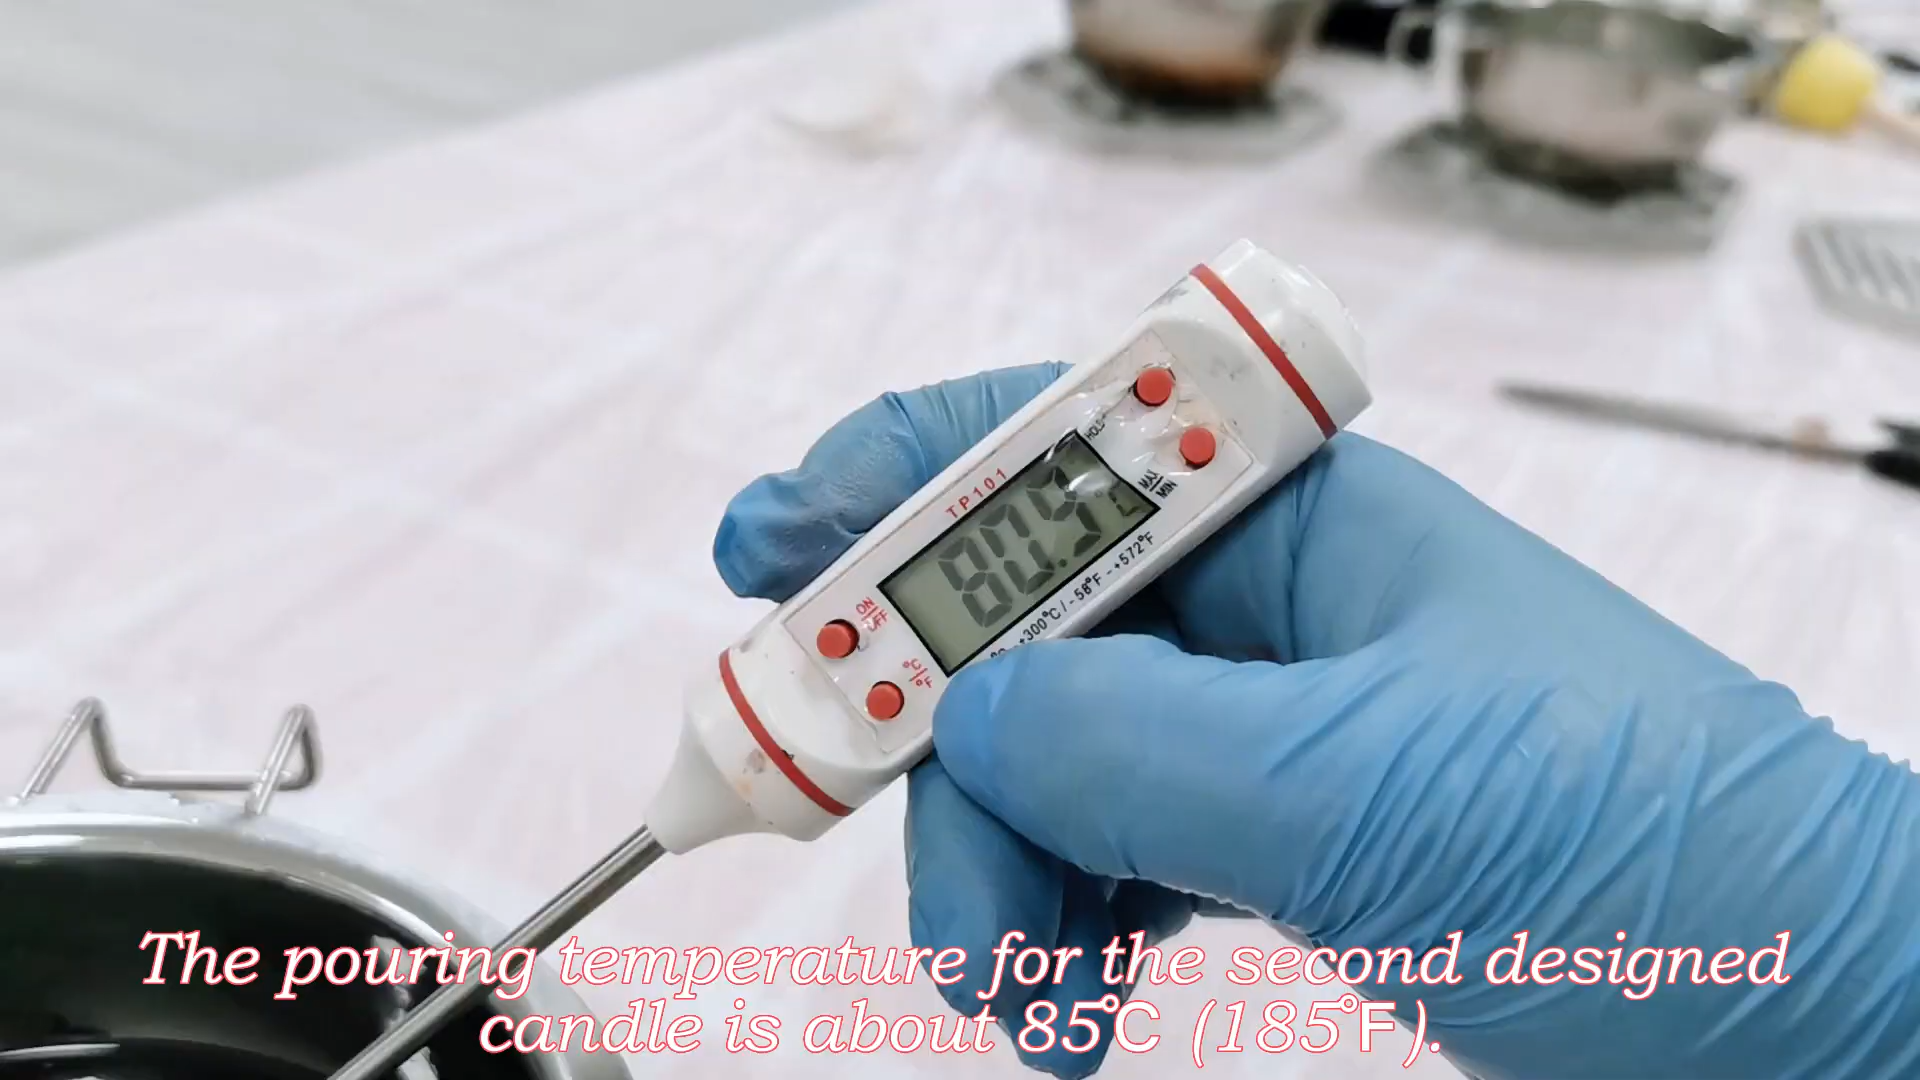 HOLD
MAX
MIN
TP101
80.9°C
ON
OFF
°C
°F
+300°C / -58°F ~ +572°F
The pouring temperature for the second designed
candle is about 85°C (185°F).